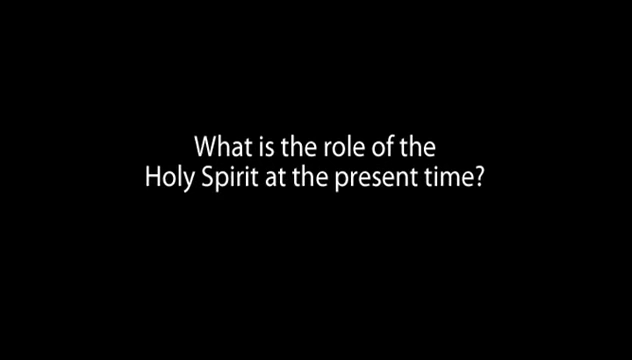 What is the role of the
Holy Spirit at the present time?